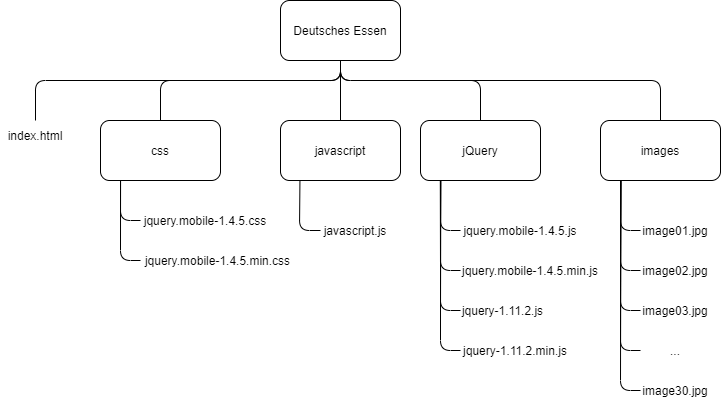 Deutsches Essen
index.html
css
javascript
jQuery
images
jquery.mobile-1.4.5.css
jquery.mobile-1.4.5.min.css
javascript.js
jquery.mobile-1.4.5.js
jquery.mobile-1.4.5.min.js
jquery-1.11.2.js
jquery-1.11.2.min.js
image01.jpg
image02.jpg
image03.jpg
...
image30.jpg